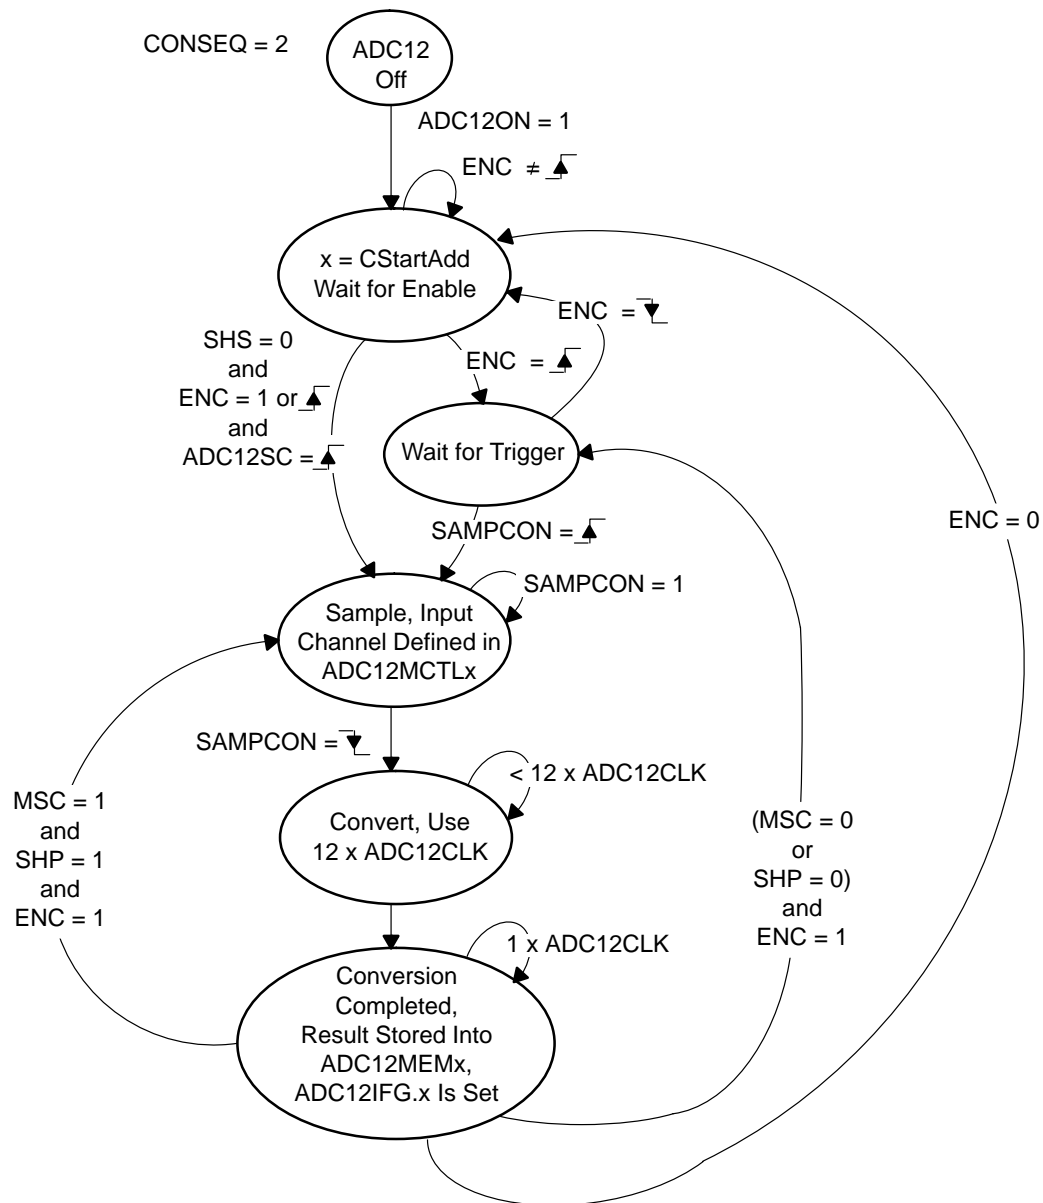 CONSEQ = 2
ADC12
Off
ADC12ON = 1
ENC ≠
x = CStartAdd
Wait for Enable
ENC =
SHS = 0
and
ENC = 1 or
and
ADC12SC =
ENC =
Wait for Trigger
ENC = 0
SAMPCON =
SAMPCON = 1
Sample, Input
Channel Defined in
ADC12MCTLx
SAMPCON =
< 12 x ADC12CLK
MSC = 1
and
SHP = 1
and
ENC = 1
Convert, Use
12 x ADC12CLK
(MSC = 0
or
SHP = 0)
and
ENC = 1
1 x ADC12CLK
Conversion
Completed,
Result Stored Into
ADC12MEMx,
ADC12IFG.x Is Set